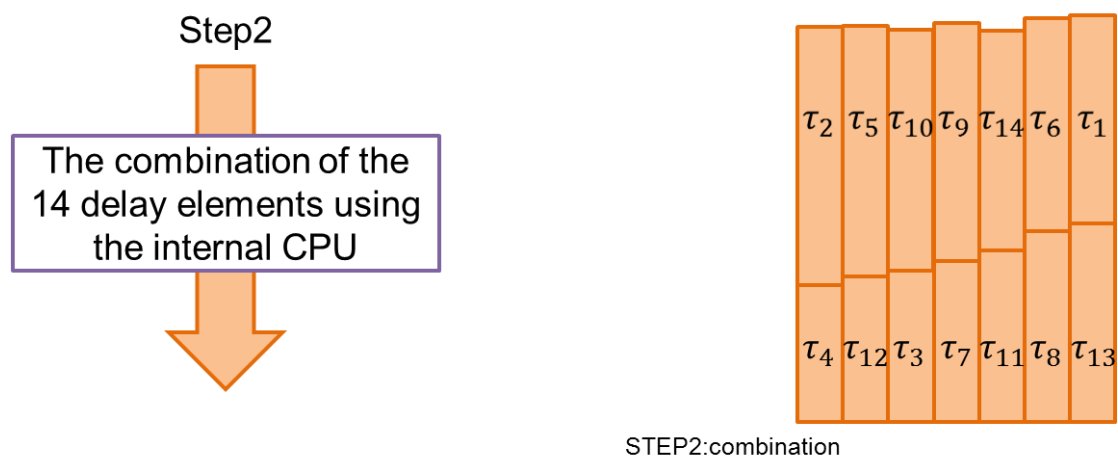 Step2
The combination of the
14 delay elements using
the internal CPU
τ₂ τ₅ τ₁₀ τ₉ τ₁₄ τ₆ τ₁
τ₄ τ₁₂ τ₃ τ₇ τ₁₁ τ₈ τ₁₃
STEP2:combination